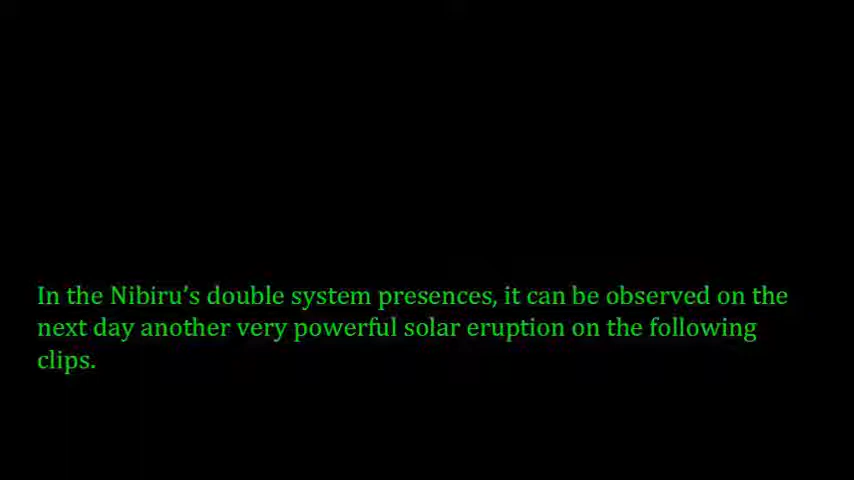 In the Nibiru’s double system presences, it can be observed on the
next day another very powerful solar eruption on the following
clips.